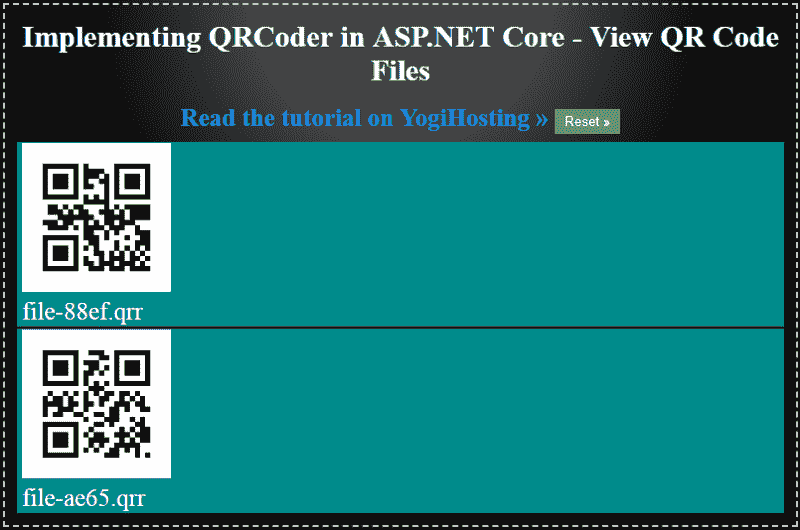 Implementing QRCoder in ASP.NET Core - View QR Code
Files
Read the tutorial on YogiHosting » Reset »
file-88ef.qrr
file-ae65.qrr